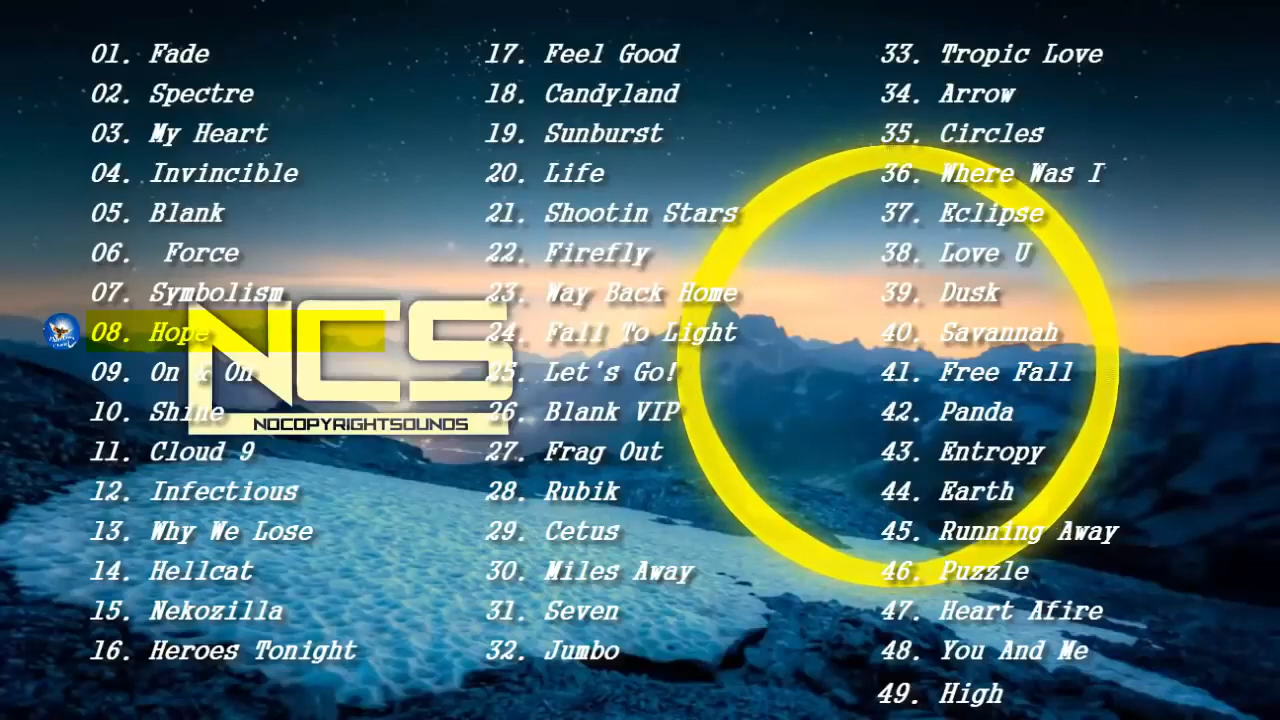 01. Fade
02. Spectre
03. My Heart
04. Invincible
05. Blank
06. Force
07. Symbolism
08. Hope
09. On & On
10. Shine
11. Cloud 9
12. Infectious
13. Why We Lose
14. Hellcat
15. Nekozilla
16. Heroes Tonight
NCS
NOCOPYRIGHTSOUNDS
17. Feel Good
18. Candyland
19. Sunburst
20. Life
21. Shootin Stars
22. Firefly
23. Way Back Home
24. Fall To Light
25. Let's Go!
26. Blank VIP
27. Frag Out
28. Rubik
29. Cetus
30. Miles Away
31. Seven
32. Jumbo
33. Tropic Love
34. Arrow
35. Circles
36. Where Was I
37. Eclipse
38. Love U
39. Dusk
40. Savannah
41. Free Fall
42. Panda
43. Entropy
44. Earth
45. Running Away
46. Puzzle
47. Heart Afire
48. You And Me
49. High